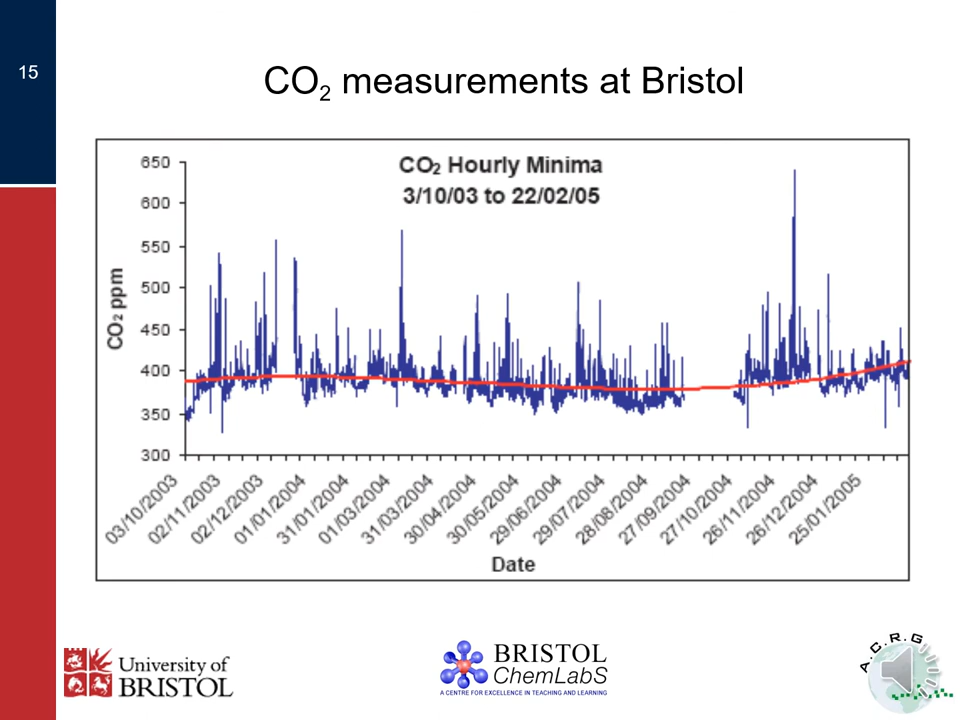 15
CO2 measurements at Bristol
CO2 Hourly Minima
3/10/03 to 22/02/05
650
600
550
500
450
400
350
300
CO2 ppm
03/10/2003
02/11/2003
02/12/2003
01/01/2004
31/01/2004
01/03/2004
31/03/2004
30/04/2004
30/05/2004
29/06/2004
29/07/2004
28/08/2004
27/09/2004
27/10/2004
26/11/2004
26/12/2004
25/01/2005
Date
University of
BRISTOL
BRISTOL
ChemLabS
A CENTRE FOR EXCELLENCE IN TEACHING AND LEARNING
A.C.R.G